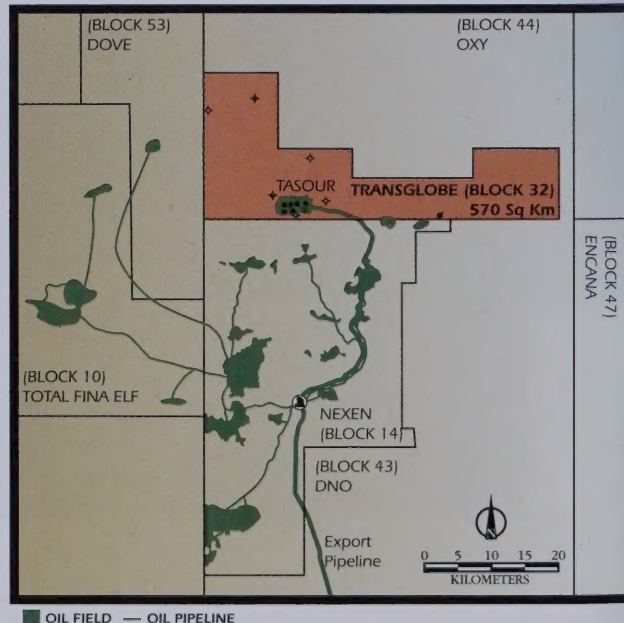 (BLOCK 53)
DOVE
(BLOCK 44)
OXY
TASOUR
TRANSGLOBE (BLOCK 32)
570 Sq Km
(BLOCK 47)
ENCANA
(BLOCK 10)
TOTAL FINA ELF
NEXEN
(BLOCK 14)
(BLOCK 43)
DNO
Export
Pipeline
0 5 10 15 20
KILOMETERS
OIL FIELD — OIL PIPELINE